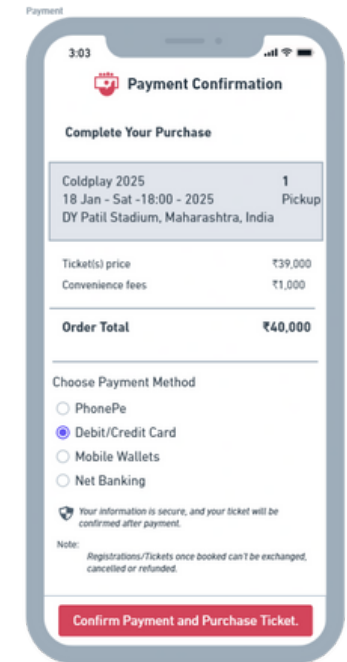 Payment
3:03
Payment Confirmation
Complete Your Purchase
Coldplay 2025 1
18 Jan - Sat -18:00 - 2025 Pickup
DY Patil Stadium, Maharashtra, India
Ticket(s) price ₹39,000
Convenience fees ₹1,000
Order Total ₹40,000
Choose Payment Method
PhonePe
Debit/Credit Card
Mobile Wallets
Net Banking
Your information is secure, and your ticket will be
confirmed after payment.
Note:
Registrations/Tickets once booked can't be exchanged,
cancelled or refunded.
Confirm Payment and Purchase Ticket.